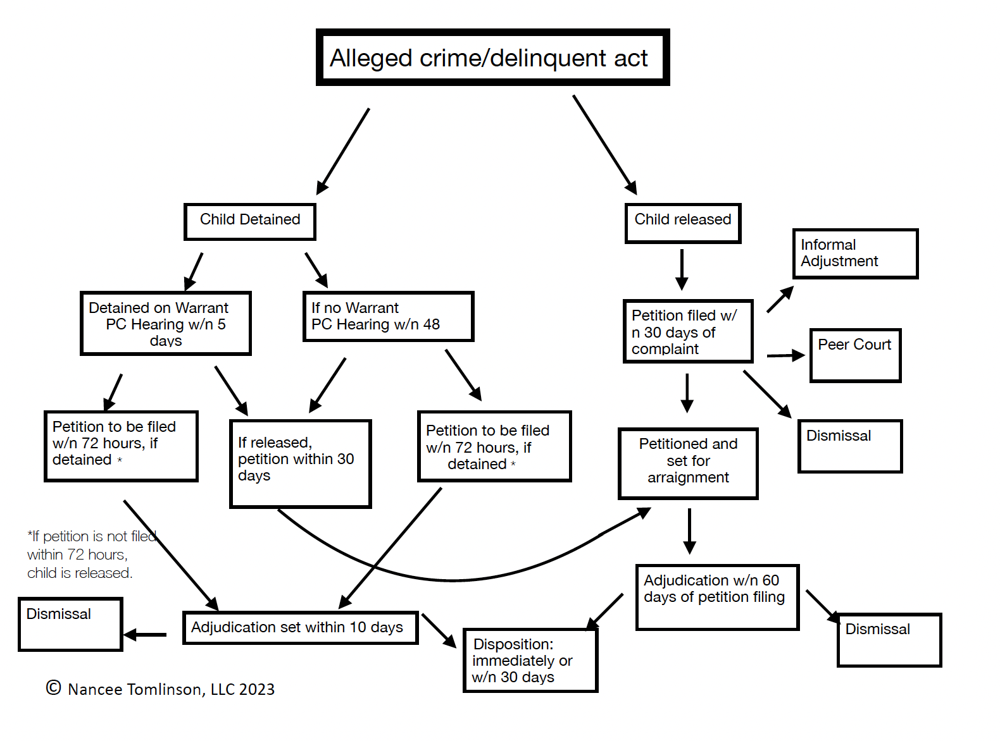 Alleged crime/delinquent act
Child Detained
Child released
Informal
Adjustment
Detained on Warrant
PC Hearing w/n 5
days
If no Warrant
PC Hearing w/n 48
Petition filed w/
n 30 days of
complaint
Peer Court
Petition to be filed
w/n 72 hours, if
detained *
If released,
petition within 30
days
Petition to be filed
w/n 72 hours, if
detained *
Petitioned and
set for
arraignment
Dismissal
*If petition is not filed
within 72 hours,
child is released.
Adjudication w/n 60
days of petition filing
Dismissal
Adjudication set within 10 days
Disposition:
immediately or
w/n 30 days
Dismissal
© Nancee Tomlinson, LLC 2023